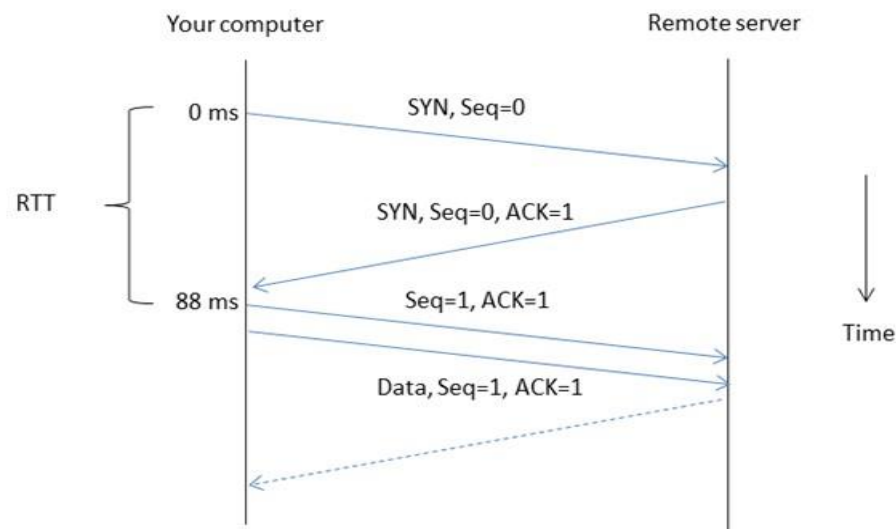 Your computer
Remote server
0 ms
SYN, Seq=0
RTT
SYN, Seq=0, ACK=1
88 ms
Seq=1, ACK=1
Time
Data, Seq=1, ACK=1